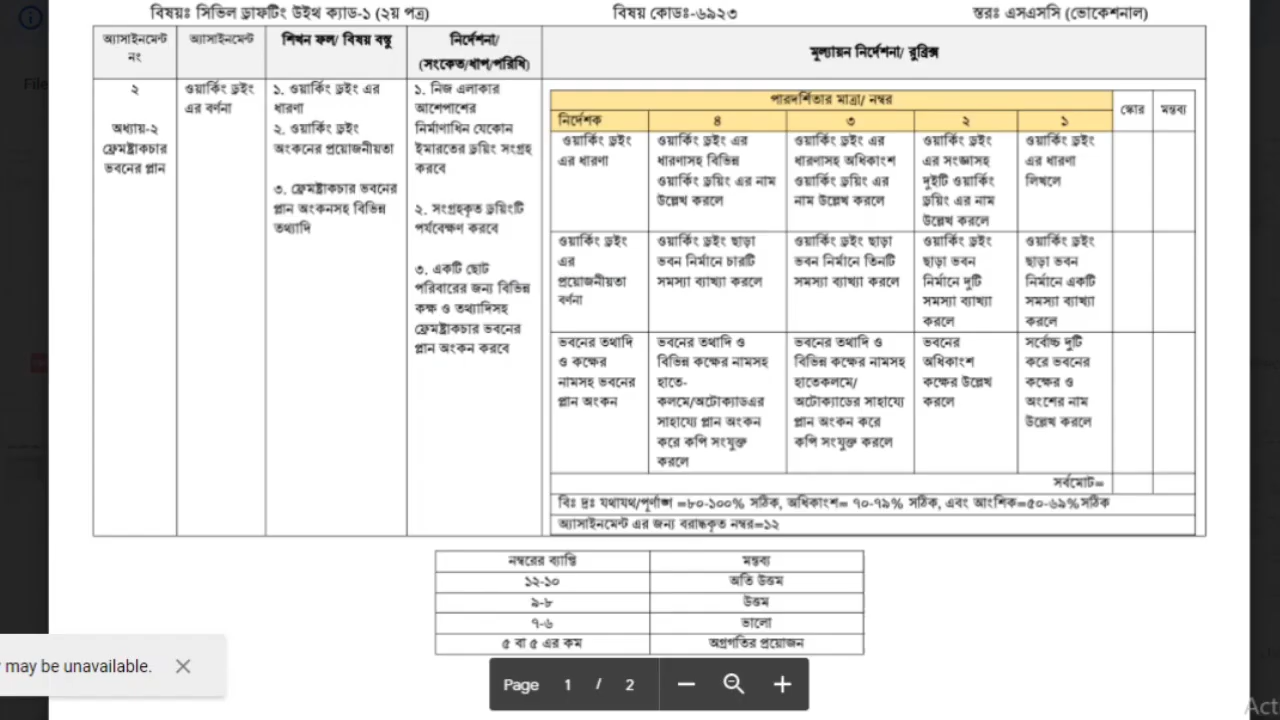 বিষয়ঃ সিভিল ড্রাফটিং উইথ ক্যাড-১ (২য় পত্র) বিষয় কোডঃ-৬৯২৩ স্তরঃ এসএসসি (ভোকেশনাল)
অ্যাসাইনমেন্ট নং
অ্যাসাইনমেন্ট
শিখন ফল/ বিষয় বস্তু
নির্দেশনা/
(সংকেত/ধাপ/পরিধি)
মূল্যায়ন নির্দেশনা/ রুব্রিক্স
২
অধ্যায়-২
ফ্রেমষ্ট্রাকচার
ভবনের প্লান
ওয়ার্কিং ড্রইং
এর বর্ণনা
১. ওয়ার্কিং ড্রইং এর
ধারণা
২. ওয়ার্কিং ড্রইং
অংকনের প্রয়োজনীয়তা
৩. ফ্রেমষ্ট্রাকচার ভবনের
প্লান অংকনসহ বিভিন্ন
তথ্যাদি
১. নিজ এলাকার
আশেপাশের
নির্মাণাধিন যেকোন
ইমারতের ড্রয়িং সংগ্রহ
করবে
২. সংগ্রহকৃত ড্রয়িংটি
পর্যবেক্ষণ করবে
৩. একটি ছোট
পরিবারের জন্য বিভিন্ন
কক্ষ ও তথ্যাদিসহ
ফ্রেমষ্ট্রাকচার ভবনের
প্লান অংকন করবে
পারদর্শিতার মাত্রা/ নম্বর
স্কোর
মন্তব্য
নির্দেশক ৪ ৩ ২ ১
ওয়ার্কিং ড্রইং
এর ধারণা
ওয়ার্কিং ড্রইং এর
ধারণাসহ বিভিন্ন
ওয়ার্কিং ড্রয়িং এর নাম
উল্লেখ করলে
ওয়ার্কিং ড্রইং এর
ধারণাসহ অধিকাংশ
ওয়ার্কিং ড্রয়িং এর
নাম উল্লেখ করলে
ওয়ার্কিং ড্রইং
এর সংজ্ঞাসহ
দুইটি ওয়ার্কিং
ড্রয়িং এর নাম
উল্লেখ করলে
ওয়ার্কিং ড্রইং
এর ধারণা
লিখলে
ওয়ার্কিং ড্রইং
এর
প্রয়োজনীয়তা
বর্ণনা
ওয়ার্কিং ড্রইং ছাড়া
ভবন নির্মানে চারটি
সমস্যা ব্যাখ্যা করলে
ওয়ার্কিং ড্রইং ছাড়া
ভবন নির্মানে তিনটি
সমস্যা ব্যাখ্যা করলে
ওয়ার্কিং ড্রইং
ছাড়া ভবন
নির্মানে দুটি
সমস্যা ব্যাখ্যা
করলে
ওয়ার্কিং ড্রইং
ছাড়া ভবন
নির্মানে একটি
সমস্যা ব্যাখ্যা
করলে
ভবনের তথাদি
ও কক্ষের
নামসহ ভবনের
প্লান অংকন
ভবনের তথাদি ও
বিভিন্ন কক্ষের নামসহ
হাতে-
কলমে/অটোক্যাডএর
সাহায্যে প্লান অংকন
করে কপি সংযুক্ত
করলে
ভবনের তথাদি ও
বিভিন্ন কক্ষের নামসহ
হাতেকলমে/
অটোক্যাডের সাহায্যে
প্লান অংকন করে
কপি সংযুক্ত করলে
ভবনের
অধিকাংশ
কক্ষের উল্লেখ
করলে
সর্বোচ্চ দুটি
করে ভবনের
কক্ষের ও
অংশের নাম
উল্লেখ করলে
সর্বমোট=
বিঃ দ্রঃ যথাযথ/পূর্ণাঙ্গ =৮০-১০০% সঠিক, অধিকাংশ= ৭০-৭৯% সঠিক, এবং আংশিক=৫০-৬৯%সঠিক
অ্যাসাইনমেন্ট এর জন্য বরাদ্ধকৃত নম্বর=১২
নম্বরের ব্যাপ্তি মন্তব্য
১২-১০ অতি উত্তম
৯-৮ উত্তম
৭-৬ ভালো
৫ বা ৫ এর কম অগ্রগতির প্রয়োজন
may be unavailable.
Page 1 / 2
File
Act